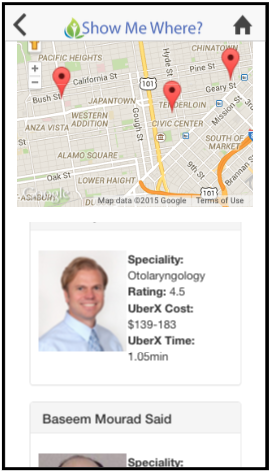 Show Me Where?
PACIFIC HEIGHTS
CHINATOWN
Hyde St
Pine St
California St
101
Geary St
Bush St
JAPANTOWN
TENDERLOIN
Mission St
WESTERN
ADDITION
ANZA VISTA
Gough St
CIVIC CENTER
SOUTH OF
MARKET
ALAMO SQUARE
9th St
Brannan St
Oak St
LOWER HAIGHT
101
Google
Map data ©2015 Google
Terms of Use
Speciality:
Otolaryngology
Rating: 4.5
UberX Cost:
$139-183
UberX Time:
1.05min
Baseem Mourad Said
Speciality: